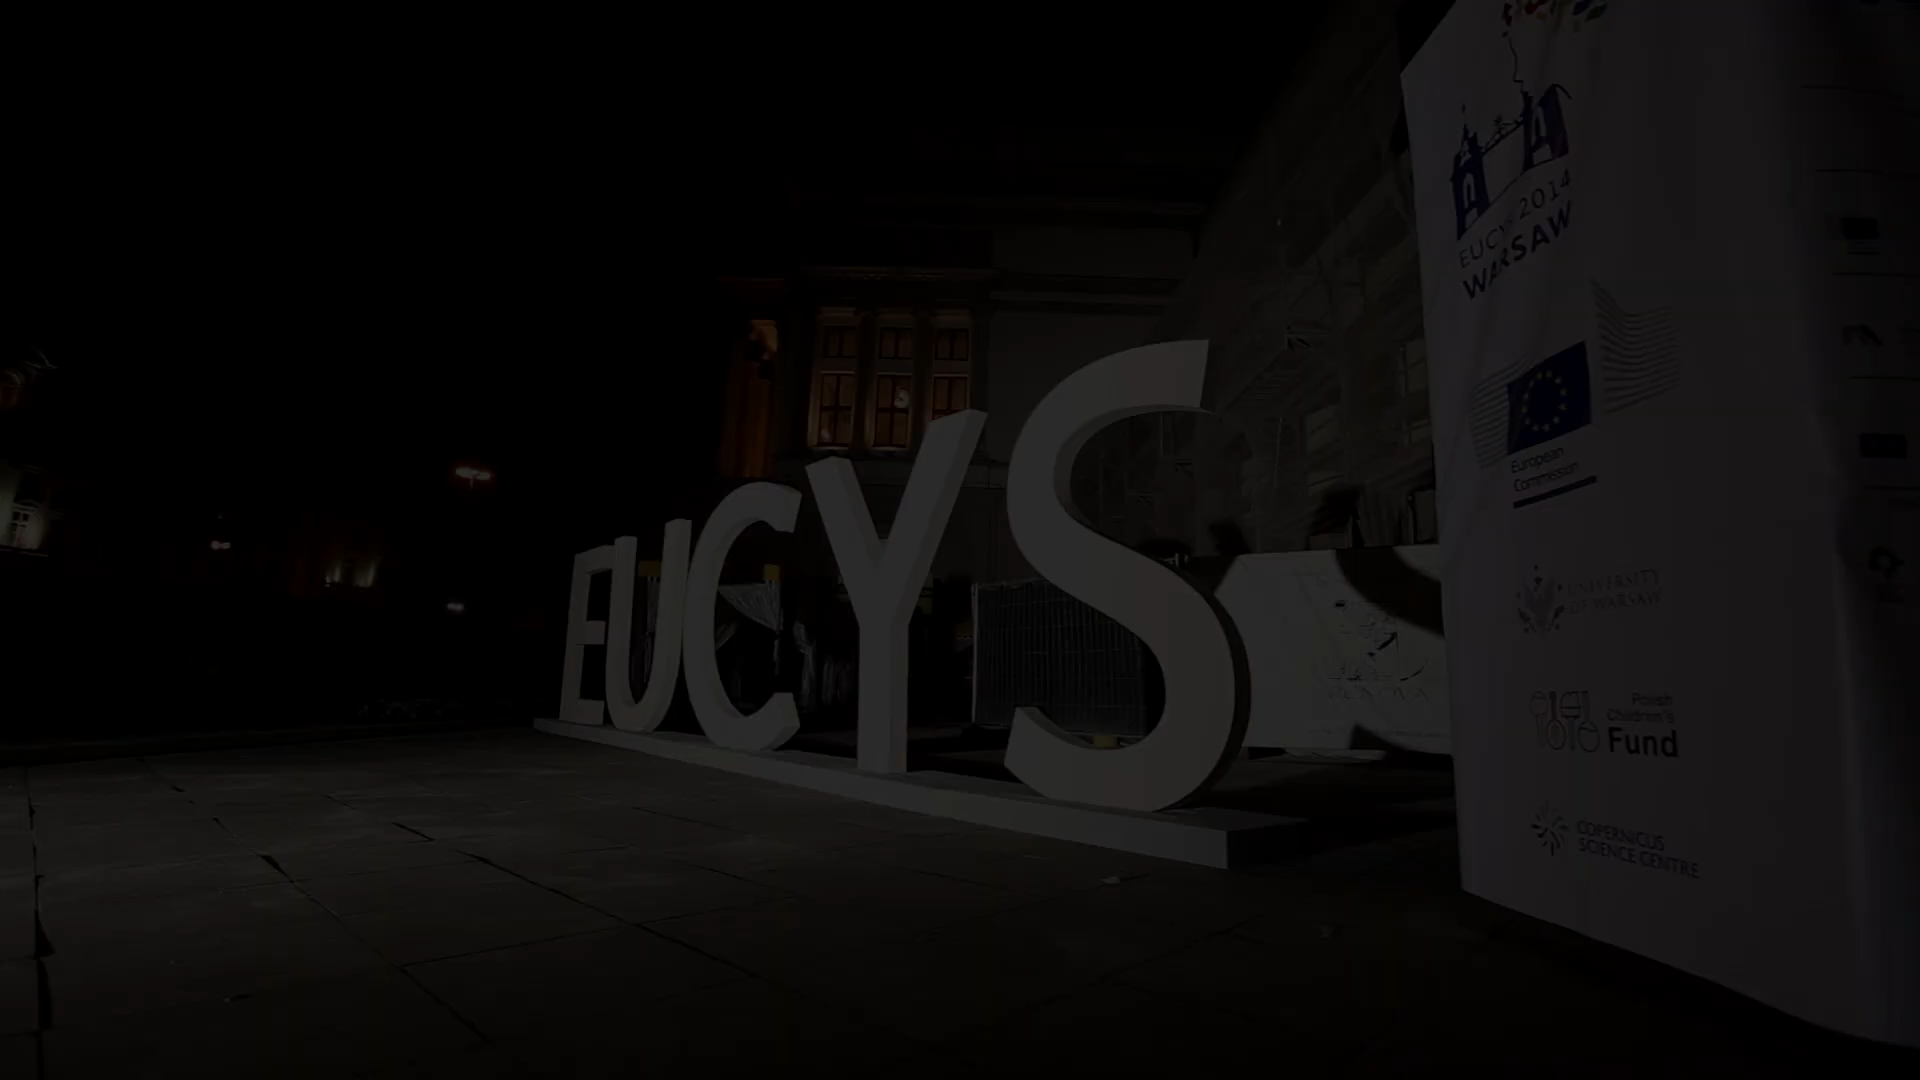 EUCYS
EUCYS 2014
WARSAW
European
Commission
UNIVERSITY
OF WARSAW
Polish
Children's
Fund
COPERNICUS
SCIENCE CENTRE